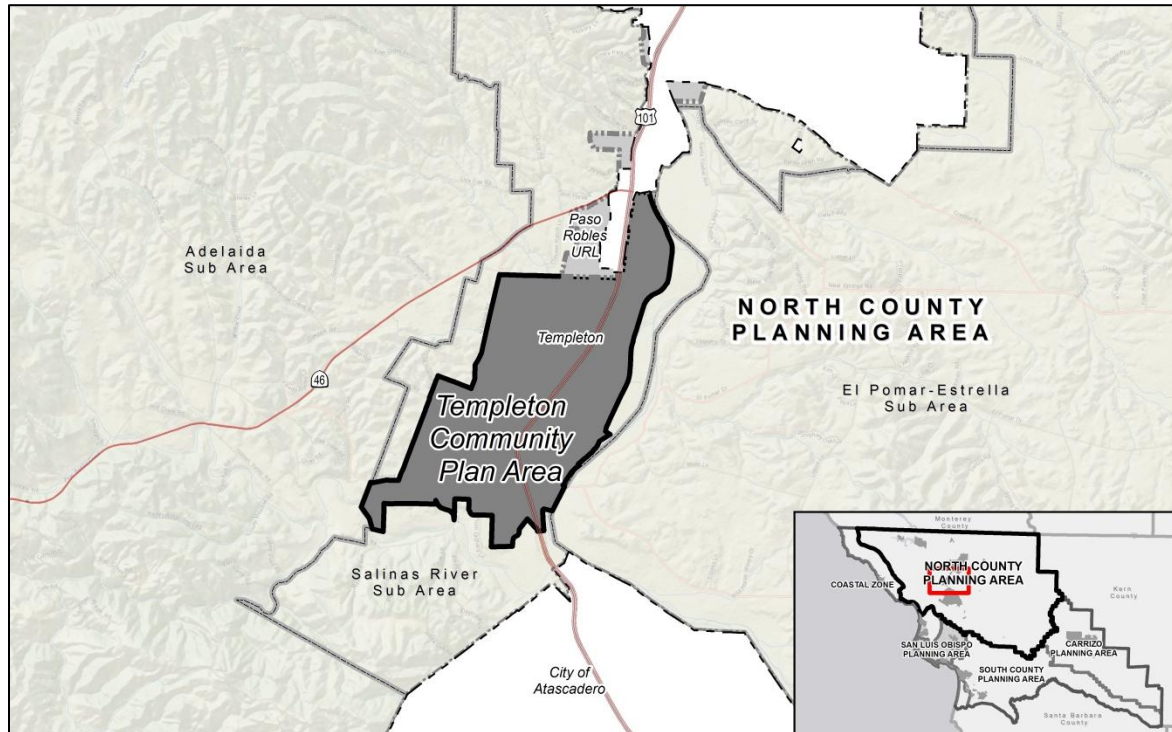 101
Paso
Robles
URL
Adelaida
Sub Area
NORTH COUNTY
PLANNING AREA
Templeton
46
El Pomar-Estrella
Sub Area
Templeton
Community
Plan Area
Salinas River
Sub Area
City of
Atascadero
Monterey
County
NORTH COUNTY
PLANNING AREA
COASTAL ZONE
Kern
County
SAN LUIS OBISPO
PLANNING AREA
CARRIZO
PLANNING AREA
SOUTH COUNTY
PLANNING AREA
Santa Barbara
County